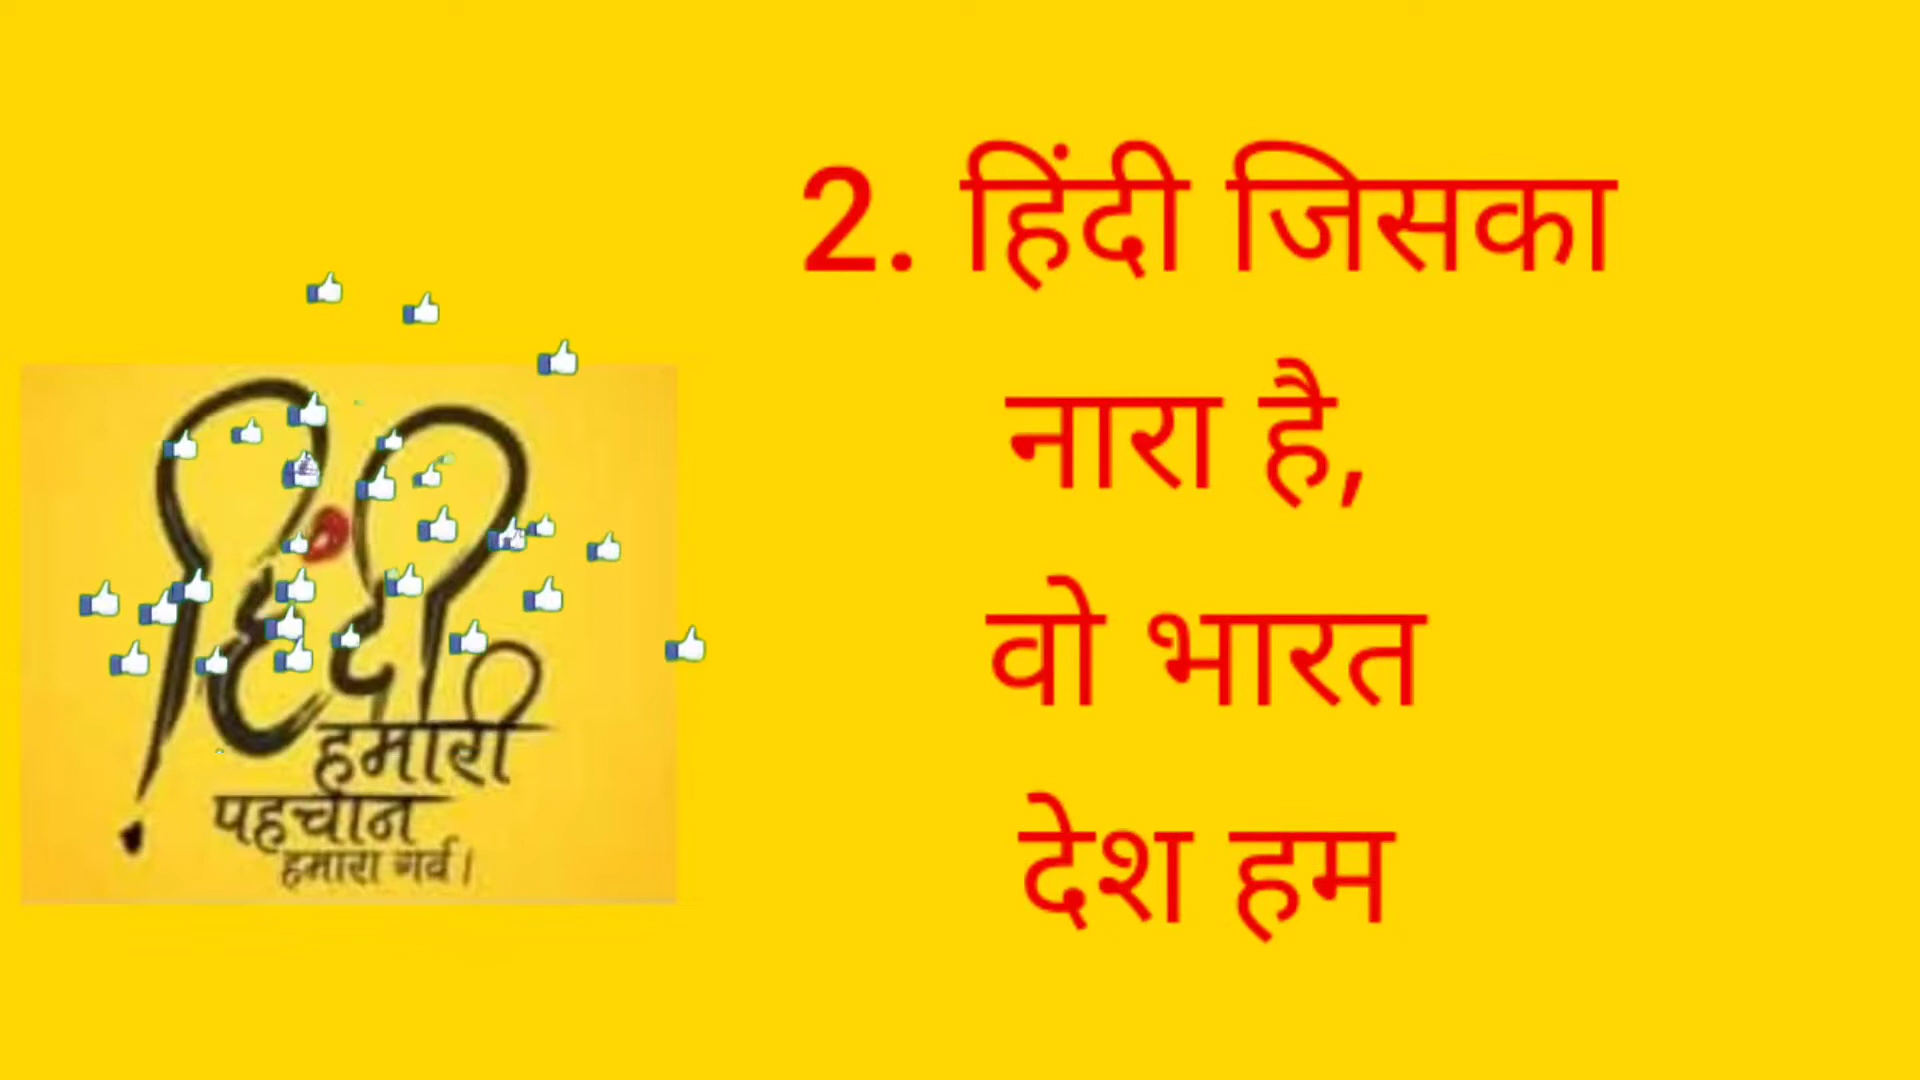 2. हिंदी जिसका
नारा है,
वो भारत
देश हम
हिंदी
हमारी
पहचान
हमारा गर्व।